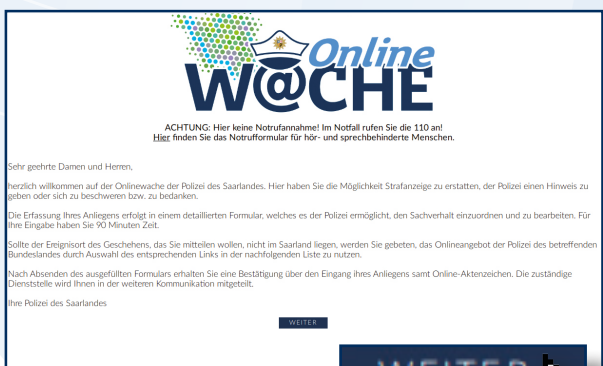 Online
W@CHE
ACHTUNG: Hier keine Notrufannahme! Im Notfall rufen Sie die 110 an!
Hier finden Sie das Notrufformular für hör- und sprechbehinderte Menschen.
Sehr geehrte Damen und Herren,
herzlich willkommen auf der Onlinewache der Polizei des Saarlandes. Hier haben Sie die Möglichkeit Strafanzeige zu erstatten, der Polizei einen Hinweis zu
geben oder sich zu beschweren bzw. zu bedanken.
Die Erfassung Ihres Anliegens erfolgt in einem detaillierten Formular, welches es der Polizei ermöglicht, den Sachverhalt einzuordnen und zu bearbeiten. Für
Ihre Eingabe haben Sie 90 Minuten Zeit.
Sollte der Ereignisort des Geschehens, das Sie mitteilen wollen, nicht im Saarland liegen, werden Sie gebeten, das Onlineangebot der Polizei des betreffenden
Bundeslandes durch Auswahl des entsprechenden Links in der nachfolgenden Liste zu nutzen.
Nach Absenden des ausgefüllten Formulars erhalten Sie eine Bestätigung über den Eingang ihres Anliegens samt Online-Aktenzeichen. Die zuständige
Dienststelle wird Ihnen in der weiteren Kommunikation mitgeteilt.
Ihre Polizei des Saarlandes
WEITER
WEITER